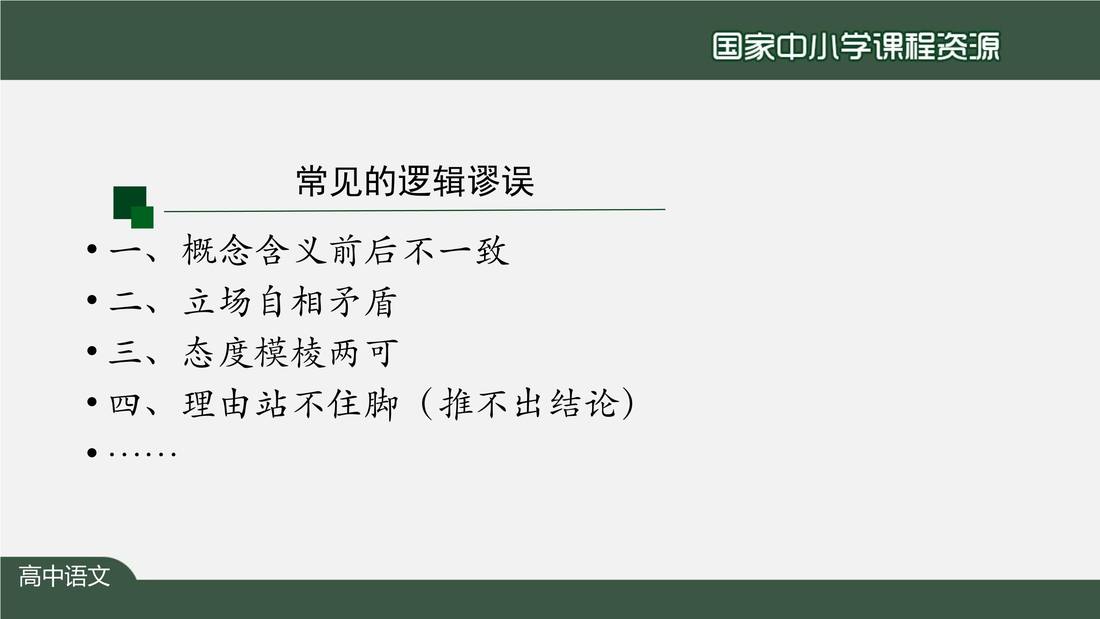 国家中小学课程资源
常见的逻辑谬误
•一、概念含义前后不一致
•二、立场自相矛盾
•三、态度模棱两可
•四、理由站不住脚（推不出结论）
•······
高中语文